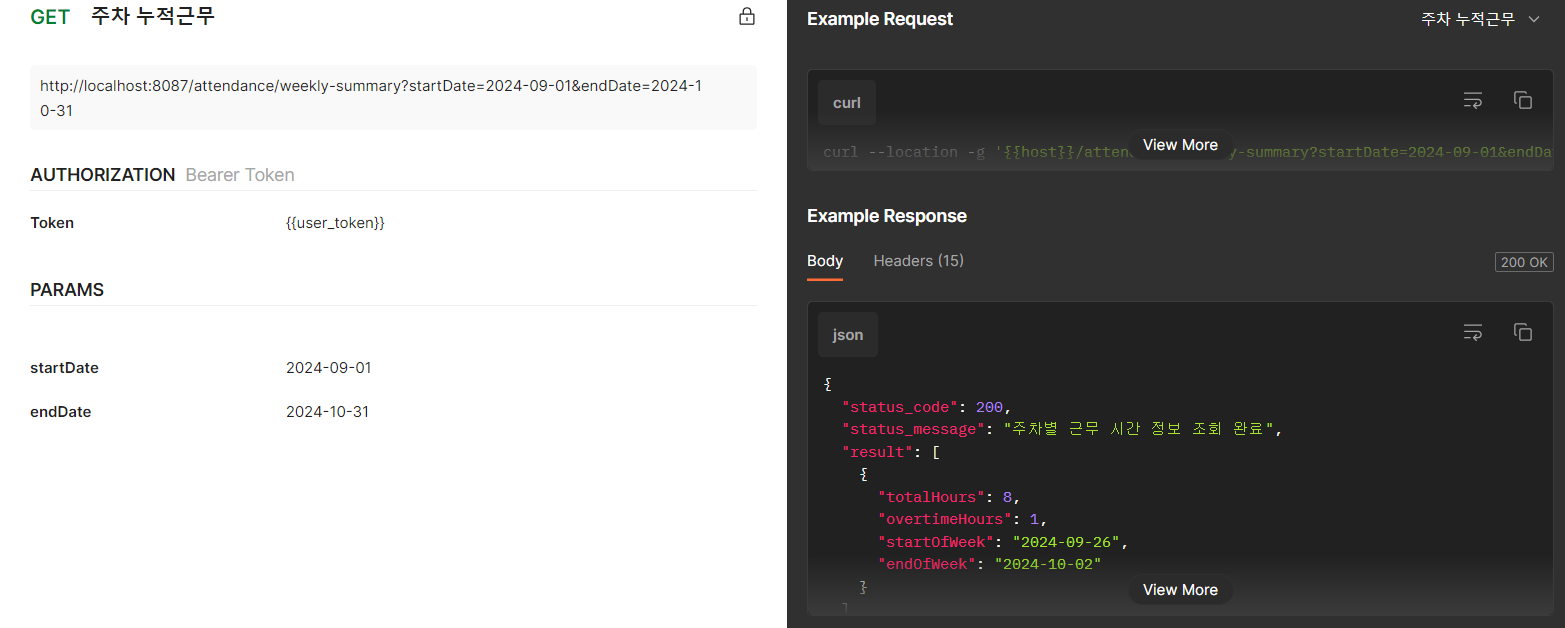 GET 주차 누적근무
http://localhost:8087/attendance/weekly-summary?startDate=2024-09-01&endDate=2024-1
0-31
AUTHORIZATION Bearer Token
Token {{user_token}}
PARAMS
startDate 2024-09-01
endDate 2024-10-31
Example Request 주차 누적근무
curl
curl --location -g '{{host}}/atten y-summary?startDate=2024-09-01&endDa
View More
Example Response
Body Headers (15) 200 OK
json
{
"status_code": 200,
"status_message": "주차별 근무 시간 정보 조회 완료",
"result": [
{
"totalHours": 8,
"overtimeHours": 1,
"startOfWeek": "2024-09-26",
"endOfWeek": "2024-10-02"
}
View More
]